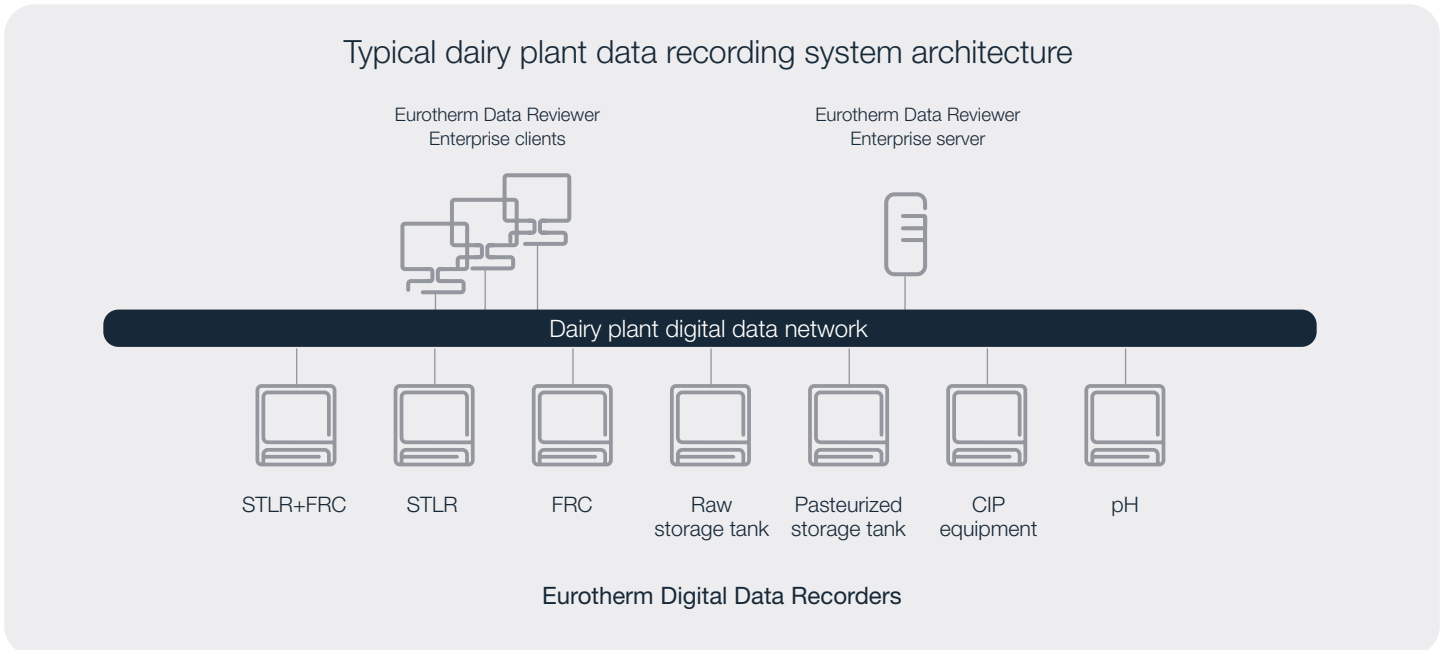 Typical dairy plant data recording system architecture
Eurotherm Data Reviewer
Enterprise clients
Eurotherm Data Reviewer
Enterprise server
Dairy plant digital data network
STLR+FRC
STLR
FRC
Raw
storage tank
Pasteurized
storage tank
CIP
equipment
pH
Eurotherm Digital Data Recorders